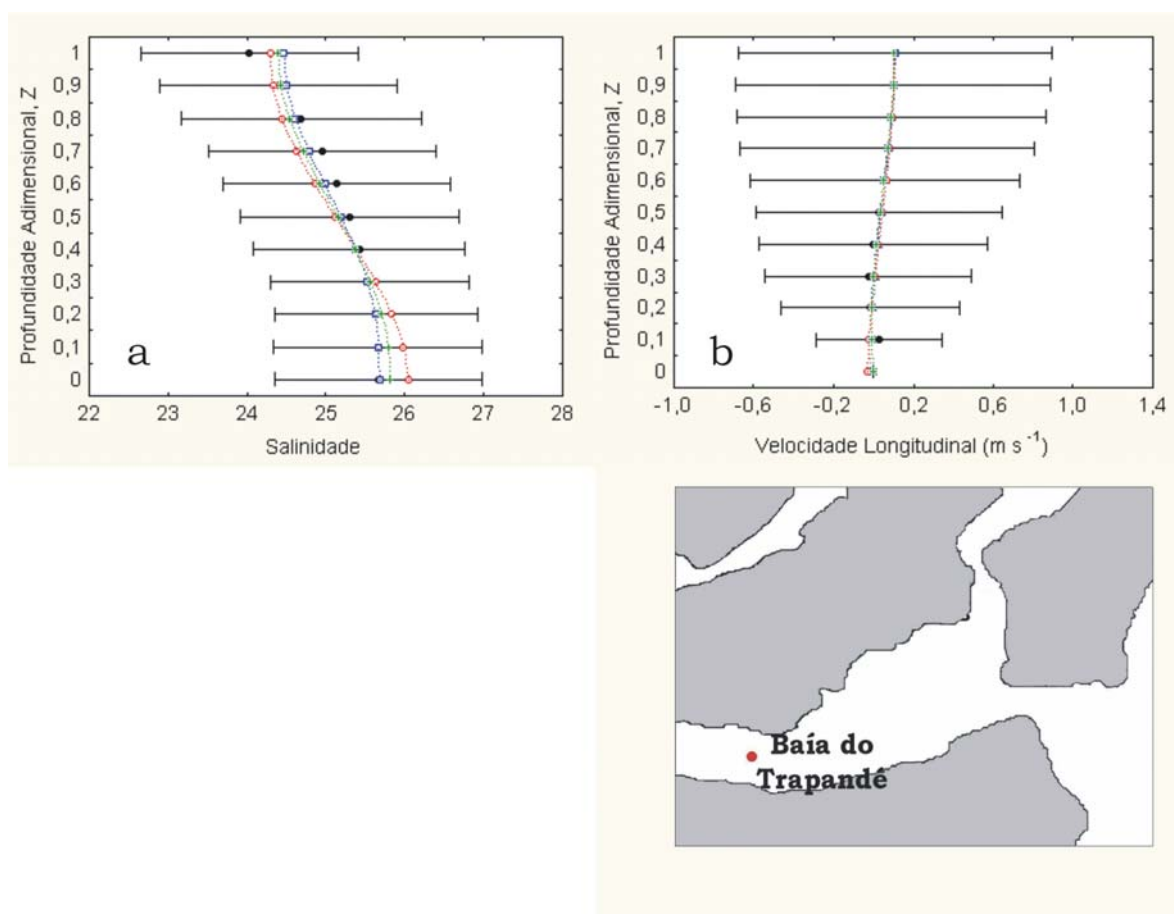 Profundidade Adimensional, Z
1
0,9
0,8
0,7
0,6
0,5
0,4
0,3
0,2
0,1
0
a
22 23 24 25 26 27 28
Salinidade
Profundidade Adimensional, Z
1
0,9
0,8
0,7
0,6
0,5
0,4
0,3
0,2
0,1
0
b
-1,0 -0,6 -0,2 0,2 0,6 1,0 1,4
Velocidade Longitudinal (m s -1)
Baía do
Trapandé